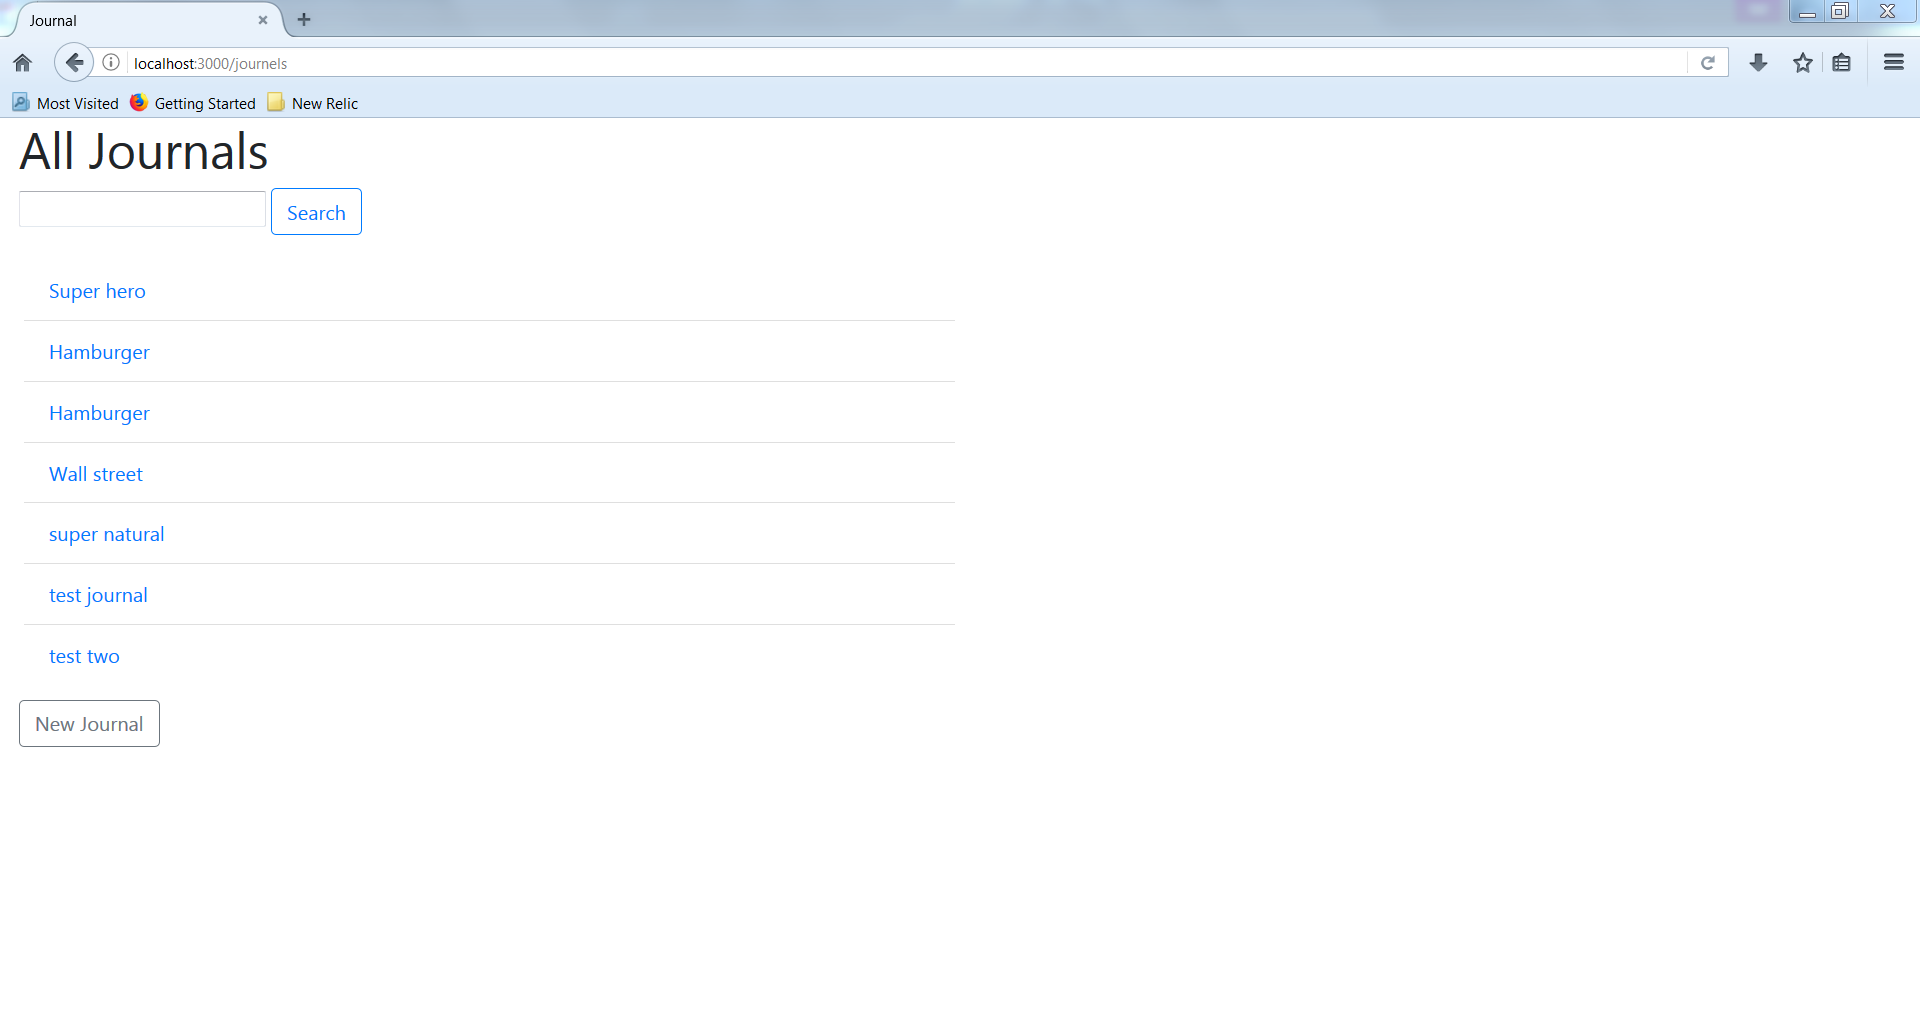 Journal
localhost:3000/journels
Most Visited Getting Started New Relic
All Journals
Search
Super hero
Hamburger
Hamburger
Wall street
super natural
test journal
test two
New Journal